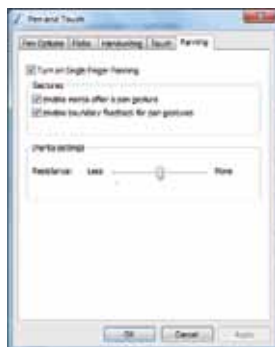 Pen and Touch
Pen Options Flicks Handwriting Touch Panning
Turn on Single Finger Panning
Gestures
Enable inertia after a pan gesture
Enable boundary feedback for pan gestures
Inertia settings
Resistance: Less More
OK Cancel Apply